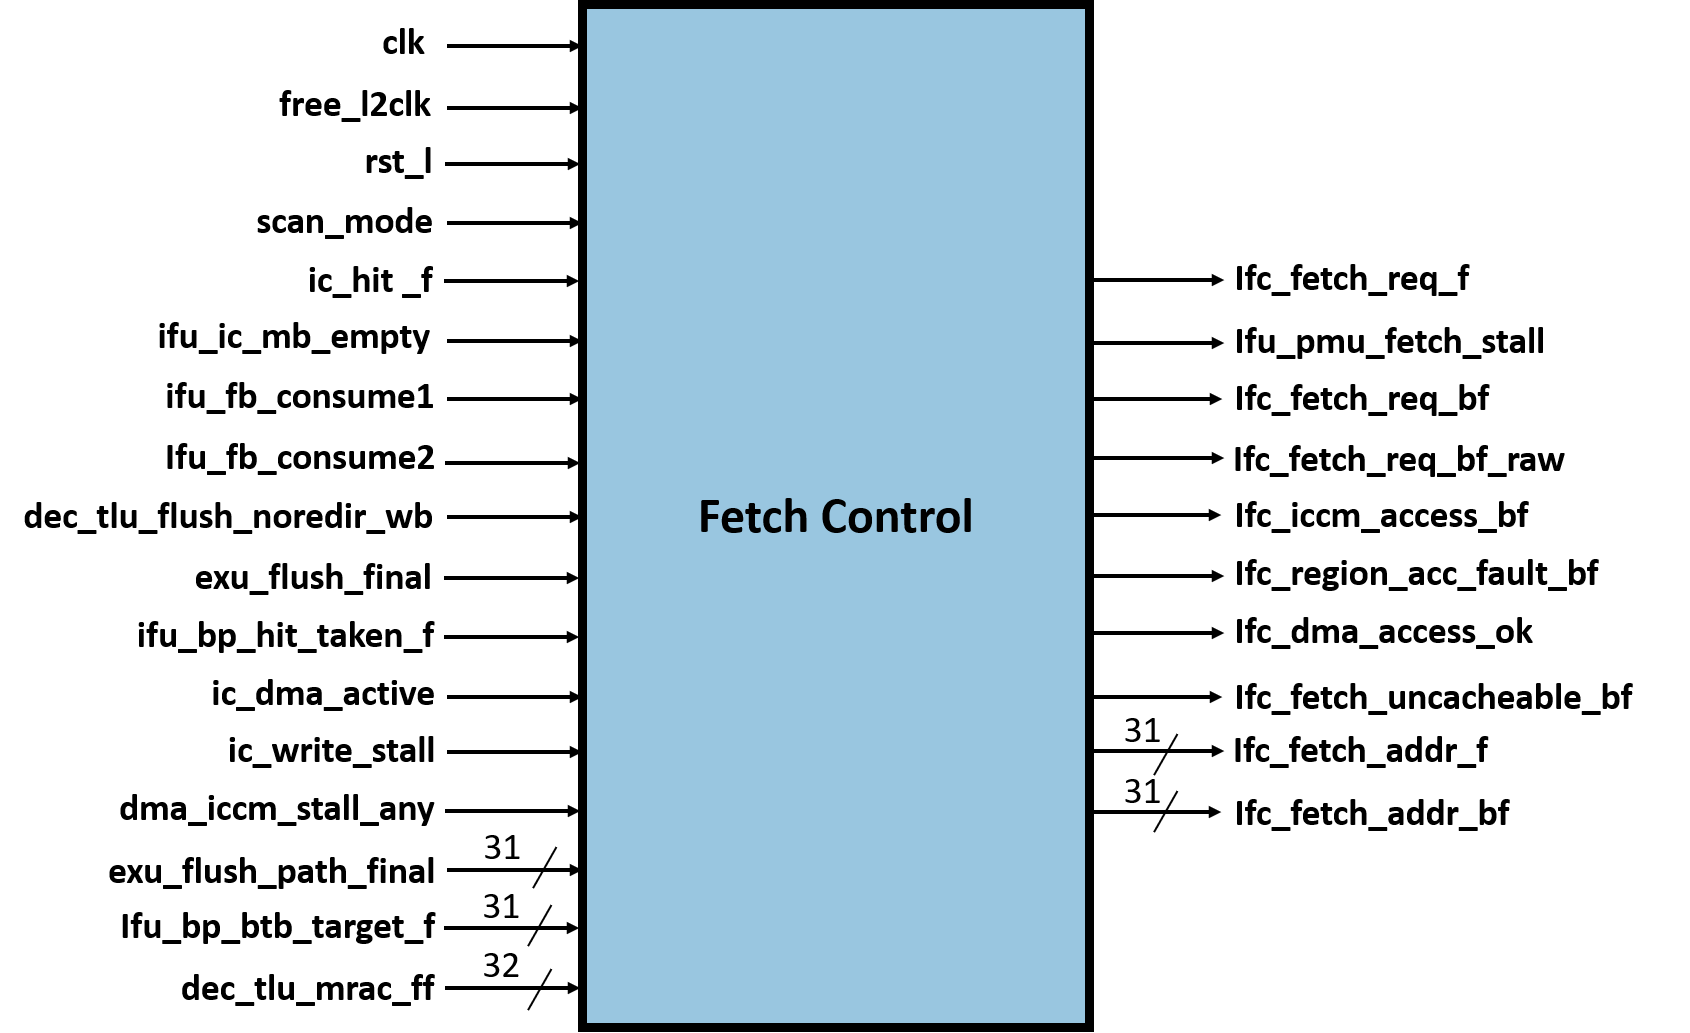 clk
free_l2clk
rst_l
scan_mode
ic_hit _f
ifu_ic_mb_empty
ifu_fb_consume1
Ifu_fb_consume2
dec_tlu_flush_noredir_wb
exu_flush_final
ifu_bp_hit_taken_f
ic_dma_active
ic_write_stall
dma_iccm_stall_any
31
exu_flush_path_final
31
Ifu_bp_btb_target_f
32
dec_tlu_mrac_ff
Fetch Control
Ifc_fetch_req_f
Ifu_pmu_fetch_stall
Ifc_fetch_req_bf
Ifc_fetch_req_bf_raw
Ifc_iccm_access_bf
Ifc_region_acc_fault_bf
Ifc_dma_access_ok
Ifc_fetch_uncacheable_bf
31
Ifc_fetch_addr_f
31
Ifc_fetch_addr_bf